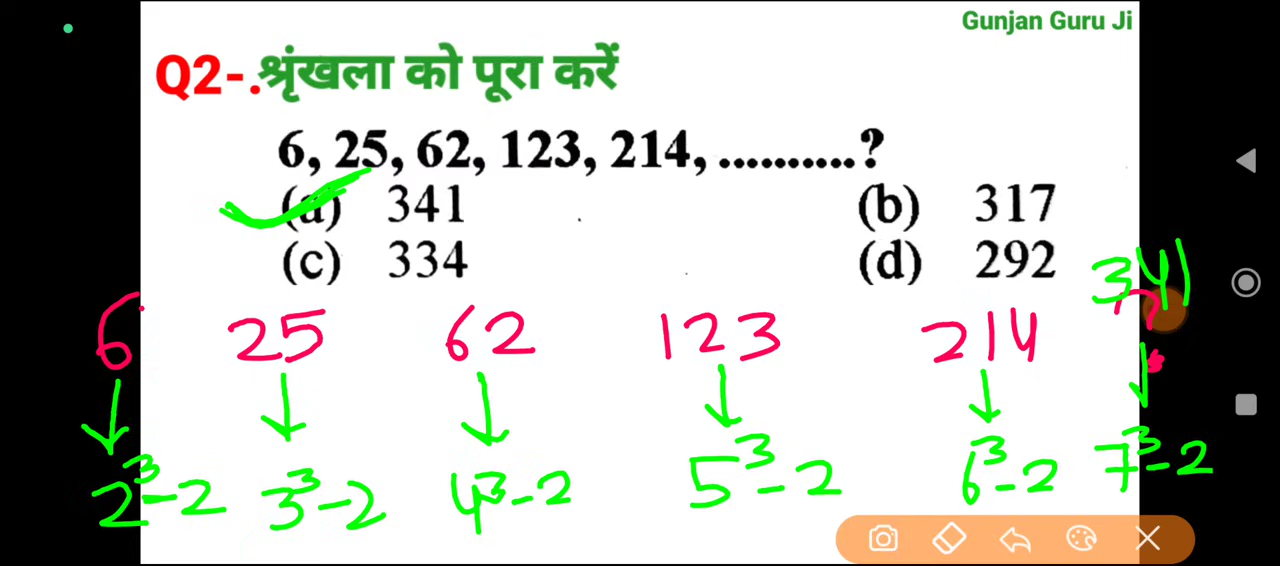 Gunjan Guru Ji
Q2-.श्रृंखला को पूरा करें
6, 25, 62, 123, 214, ...........?
(a) 341 (b) 317
(c) 334 (d) 292
341
6 25 62 123 214 ?
2³-2 3³-2 4³-2 5³-2 6³-2 7³-2